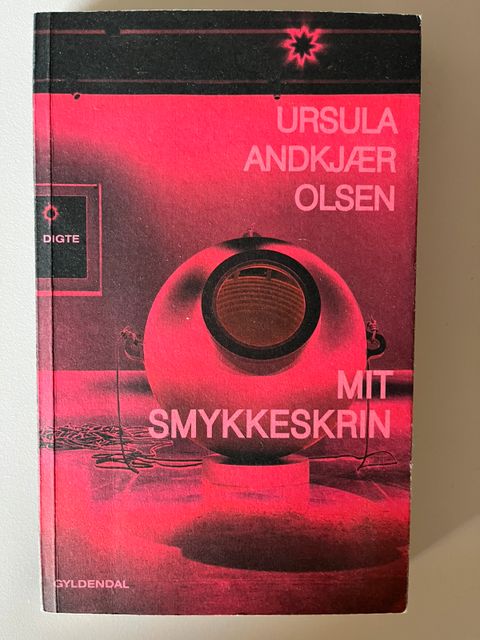 URSULA
ANDKJÆR
OLSEN
DIGTE
MIT
SMYKKESKRIN
GYLDENDAL